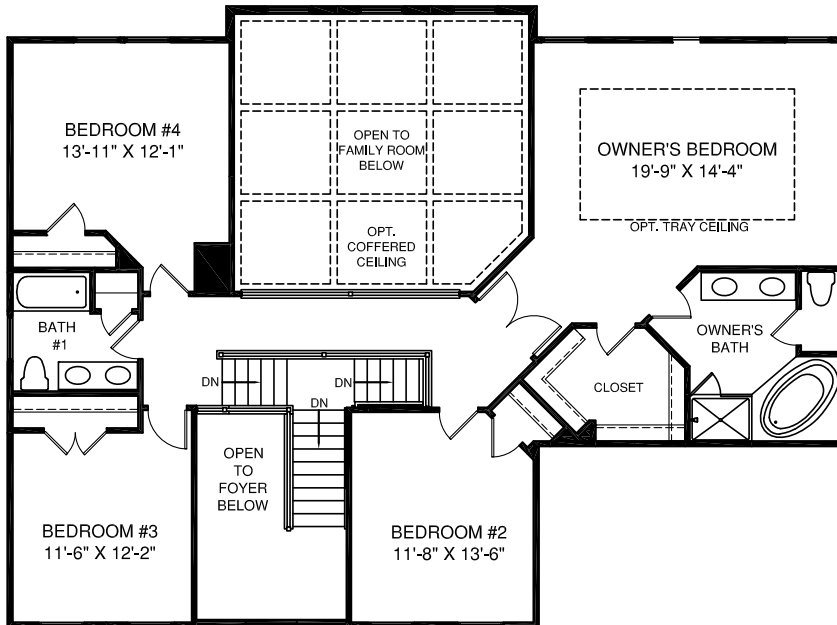 BEDROOM #4
13'-11" X 12'-1"
OPEN TO
FAMILY ROOM
BELOW
OPT.
COFFERED
CEILING
OWNER'S BEDROOM
19'-9" X 14'-4"
OPT. TRAY CEILING
BATH
#1
OWNER'S
BATH
CLOSET
DN
DN
DN
OPEN
TO
FOYER
BELOW
BEDROOM #3
11'-6" X 12'-2"
BEDROOM #2
11'-8" X 13'-6"